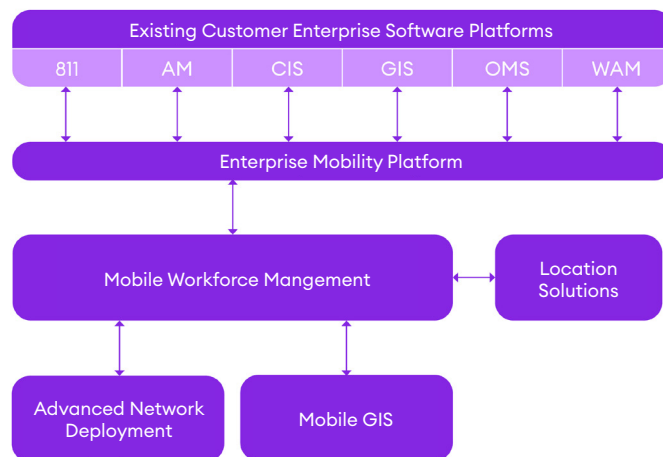 Existing Customer Enterprise Software Platforms
811 AM CIS GIS OMS WAM
Enterprise Mobility Platform
Mobile Workforce Mangement
Location
Solutions
Advanced Network
Deployment
Mobile GIS